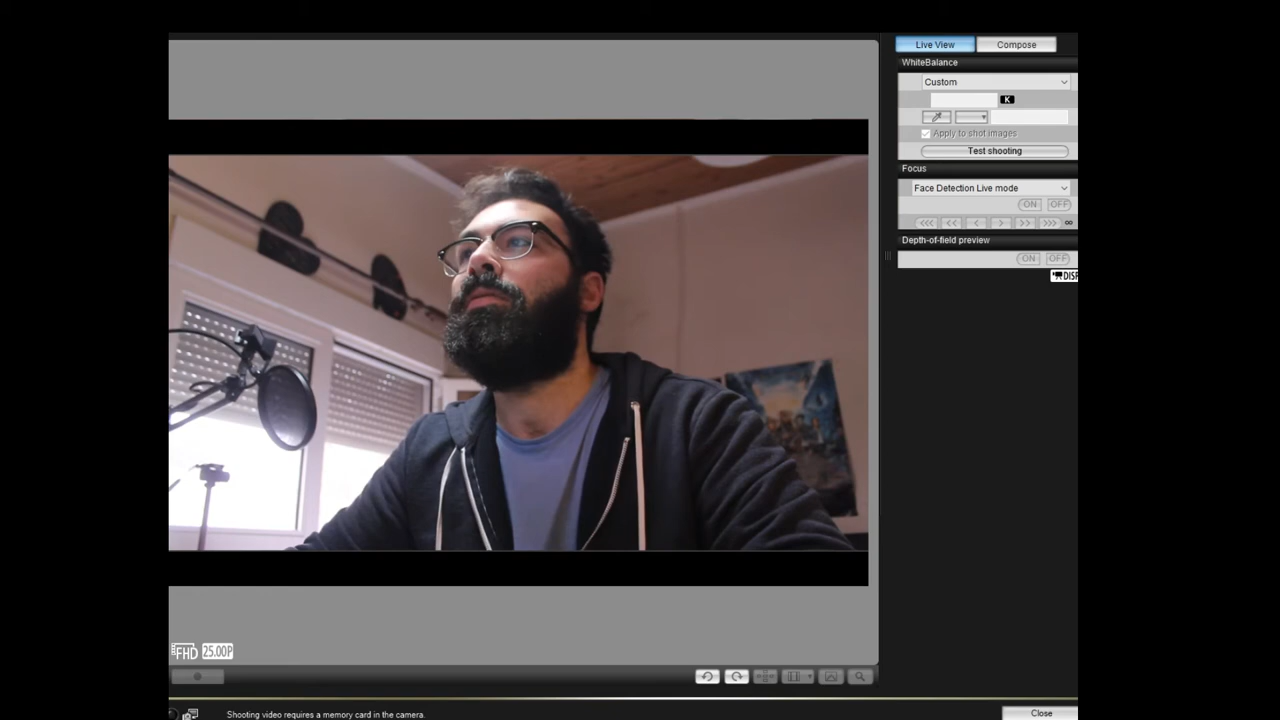 Live View Compose
WhiteBalance
Custom
K
Apply to shot images
Test shooting
Focus
Face Detection Live mode
ON OFF
<<< << < > >> >>> ∞
Depth-of-field preview
ON OFF
DISP
FHD 25.00P
Shooting video requires a memory card in the camera.
Close